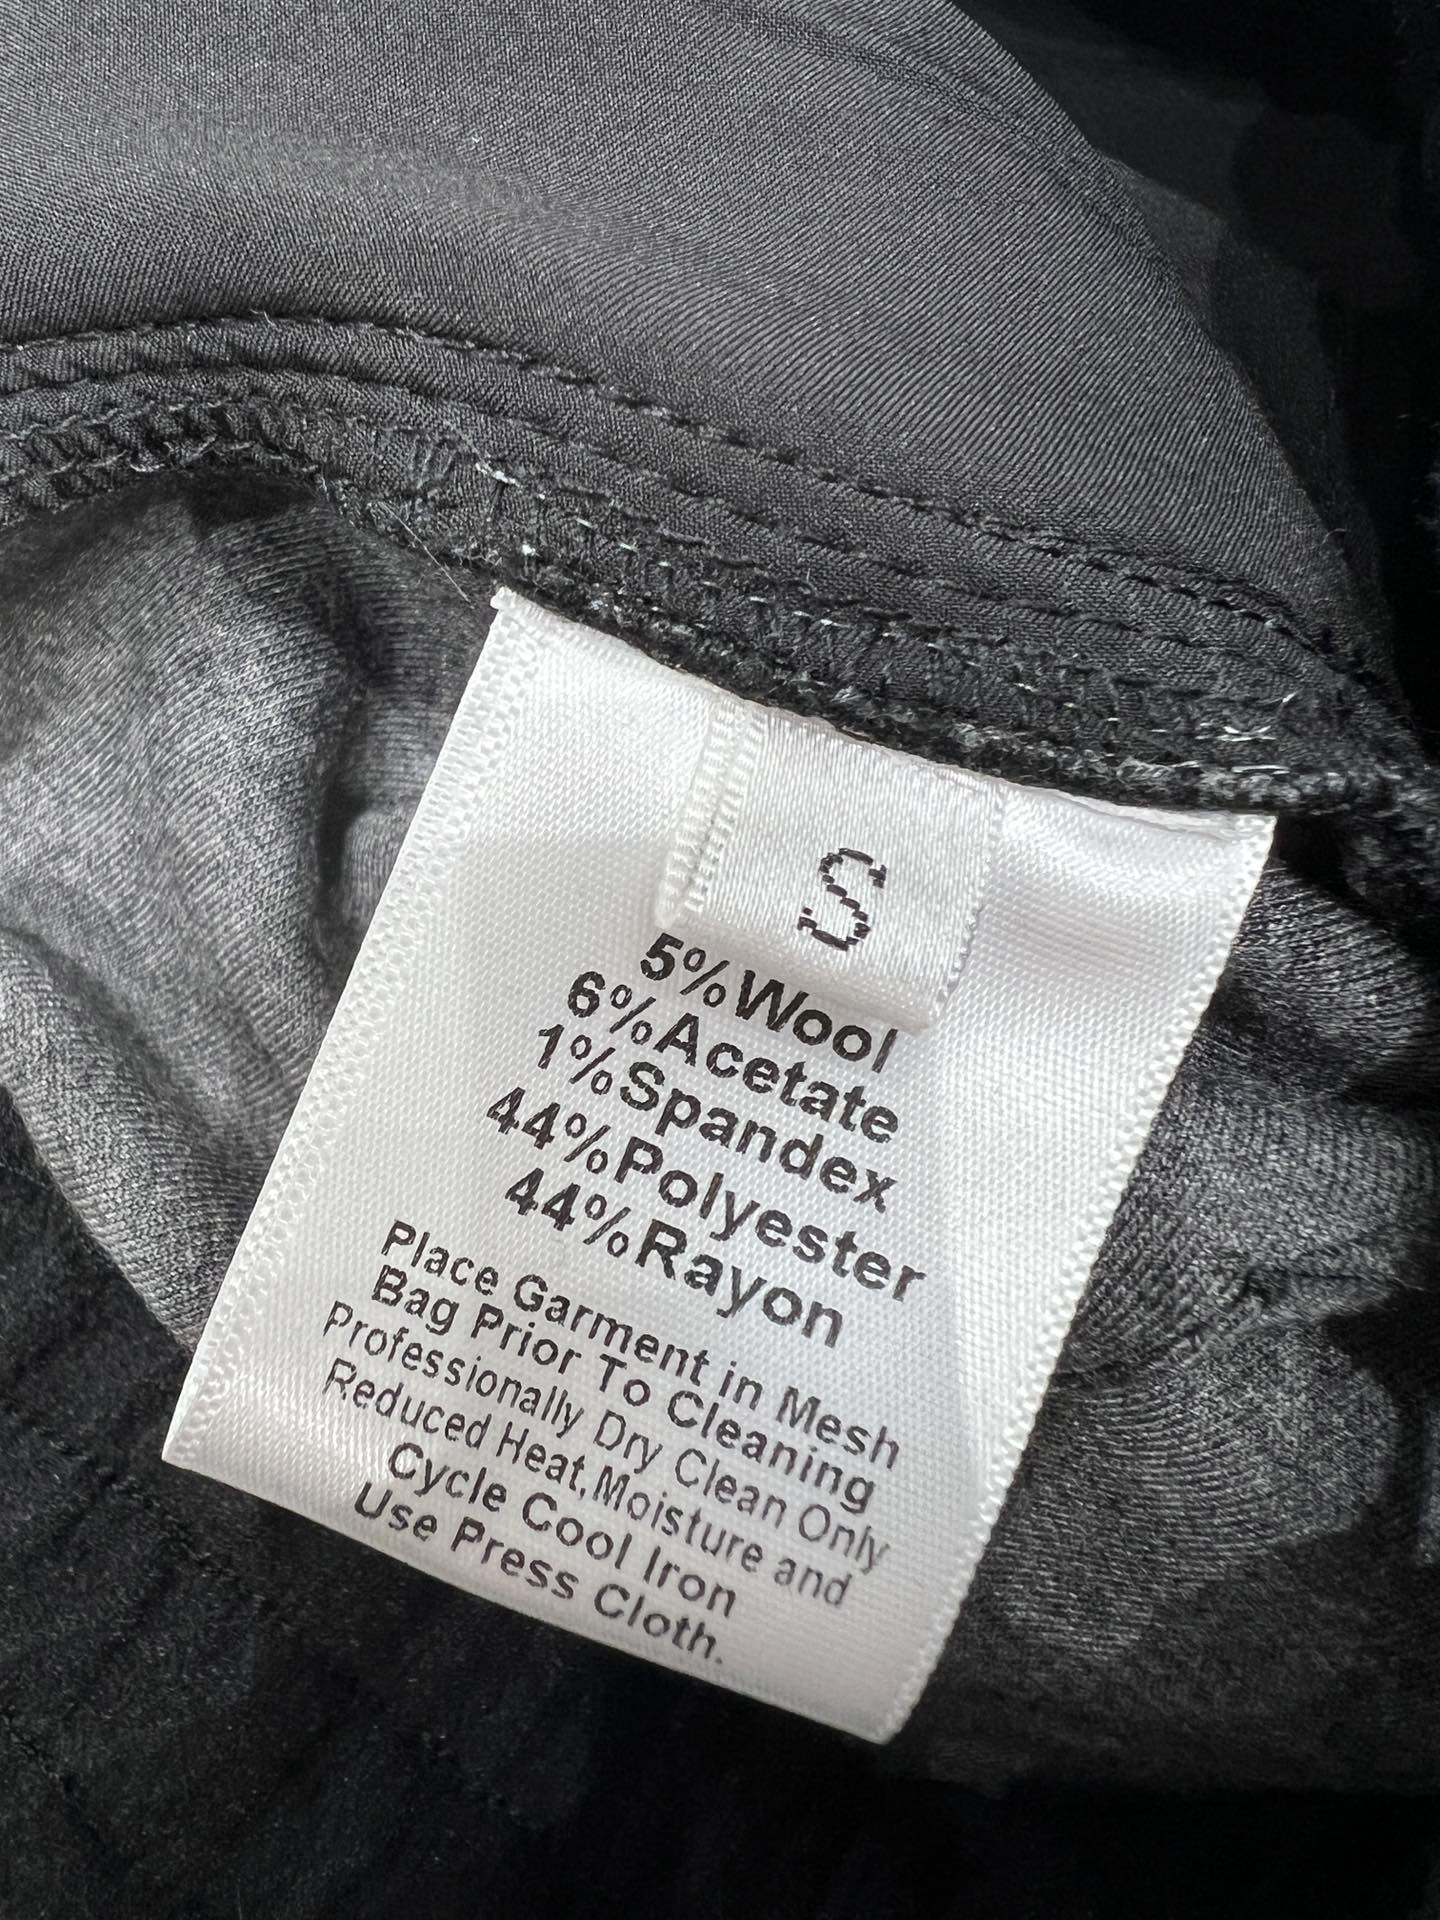 S
5%Wool
6%Acetate
1%Spandex
44%Polyester
44%Rayon
Place Garment in Mesh
Bag Prior To Cleaning
Professionally Dry Clean Only
Reduced Heat,Moisture and
Cycle Cool Iron
Use Press Cloth.